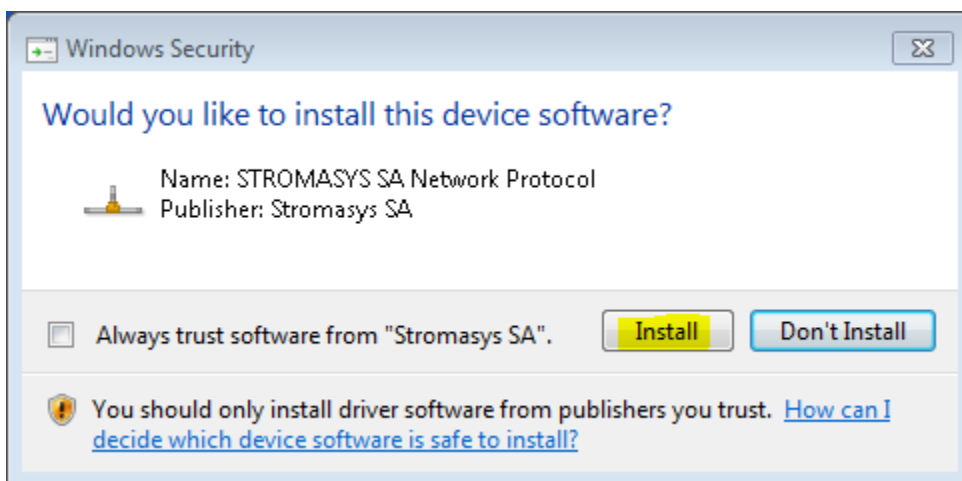 Windows Security
Would you like to install this device software?
Name: STROMASYS SA Network Protocol
Publisher: Stromasys SA
Always trust software from "Stromasys SA".
Install
Don't Install
You should only install driver software from publishers you trust. How can I
decide which device software is safe to install?